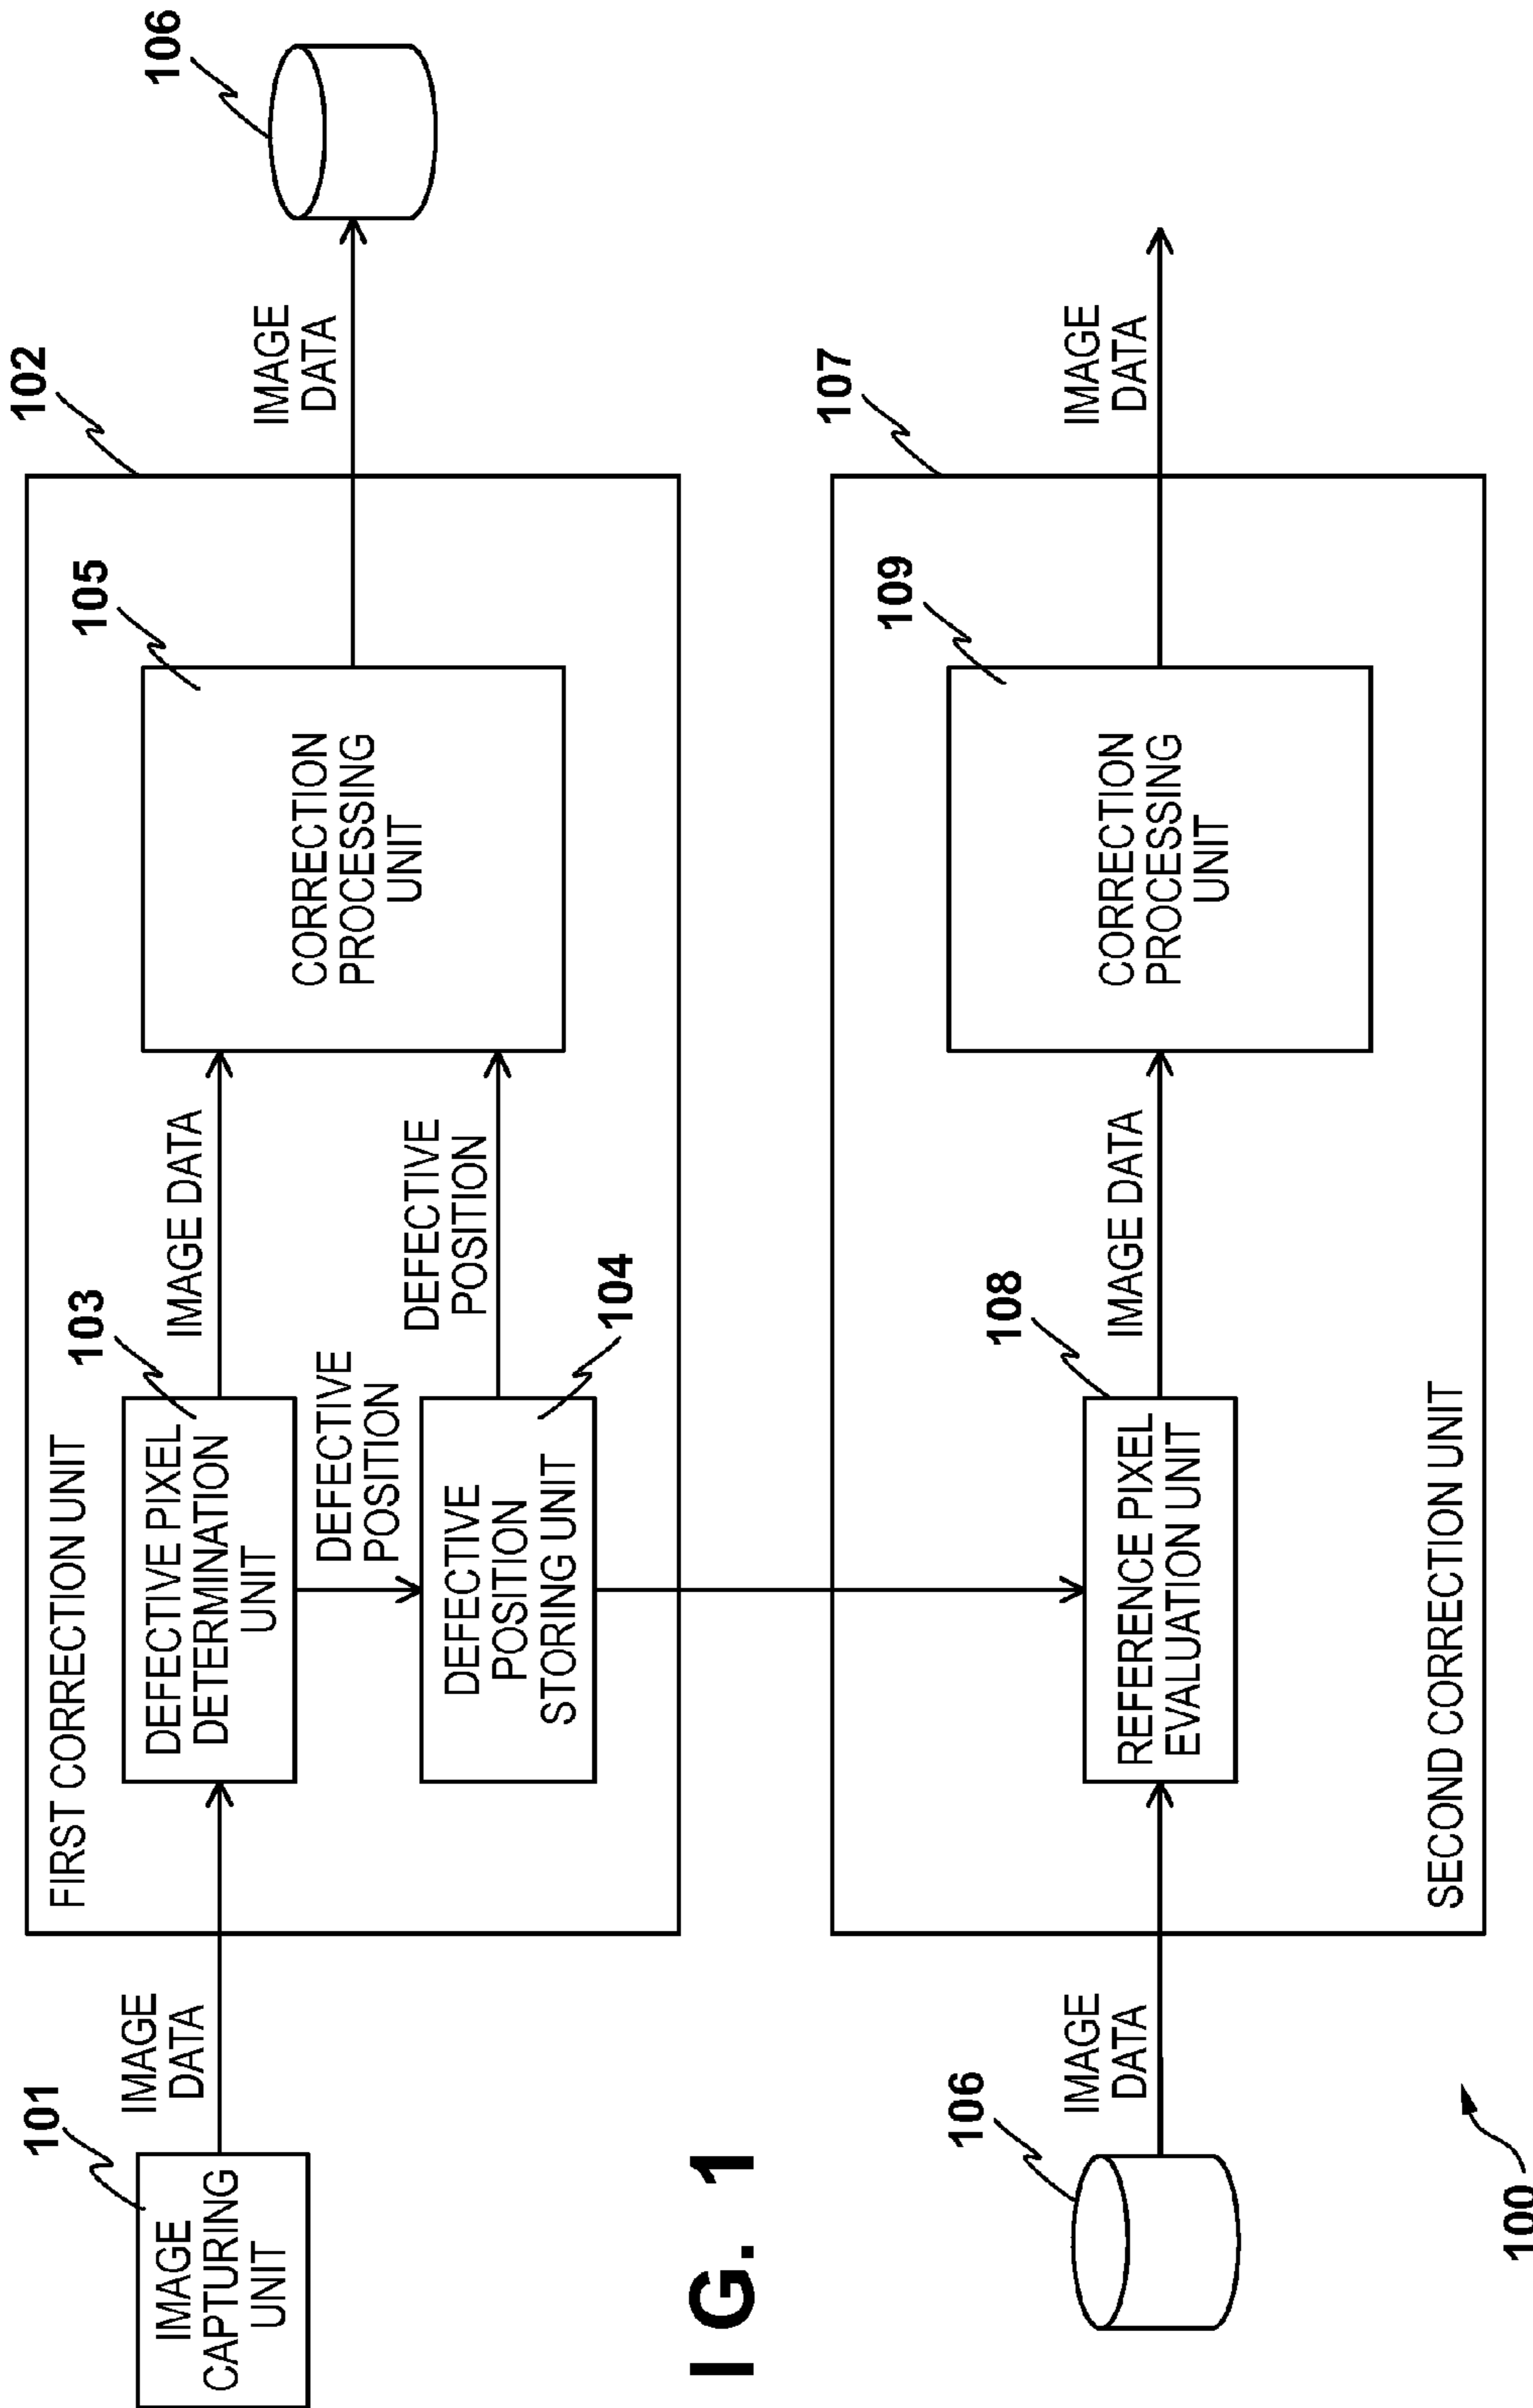 101
IMAGE
CAPTURING
UNIT
IMAGE
DATA
102
FIRST CORRECTION UNIT
103
DEFECTIVE PIXEL
DETERMINATION
UNIT
IMAGE DATA
DEFECTIVE
POSITION
104
DEFECTIVE
POSITION
STORING UNIT
DEFECTIVE
POSITION
105
CORRECTION
PROCESSING
UNIT
IMAGE
DATA
106
IG. 1
106
IMAGE
DATA
107
108
REFERENCE PIXEL
EVALUATION UNIT
IMAGE DATA
109
CORRECTION
PROCESSING
UNIT
IMAGE
DATA
SECOND CORRECTION UNIT
100